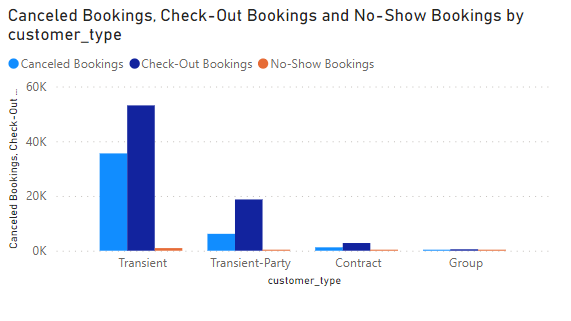 Canceled Bookings, Check-Out Bookings and No-Show Bookings by
customer_type
Canceled Bookings Check-Out Bookings No-Show Bookings
60K
40K
20K
0K
Canceled Bookings, Check-Out ...
Transient Transient-Party Contract Group
customer_type